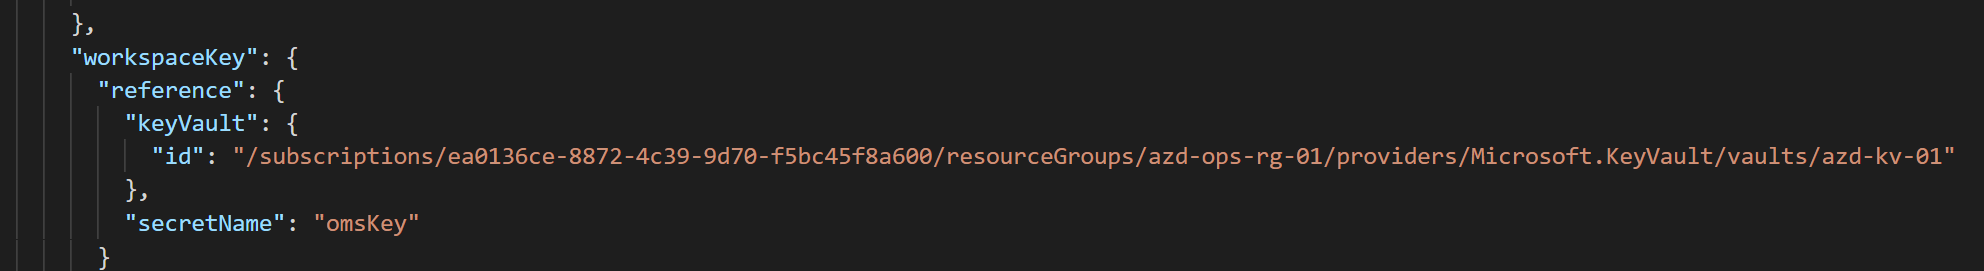 },
"workspaceKey": {
"reference": {
"keyVault": {
"id": "/subscriptions/ea0136ce-8872-4c39-9d70-f5bc45f8a600/resourceGroups/azd-ops-rg-01/providers/Microsoft.KeyVault/vaults/azd-kv-01"
},
"secretName": "omsKey"
}